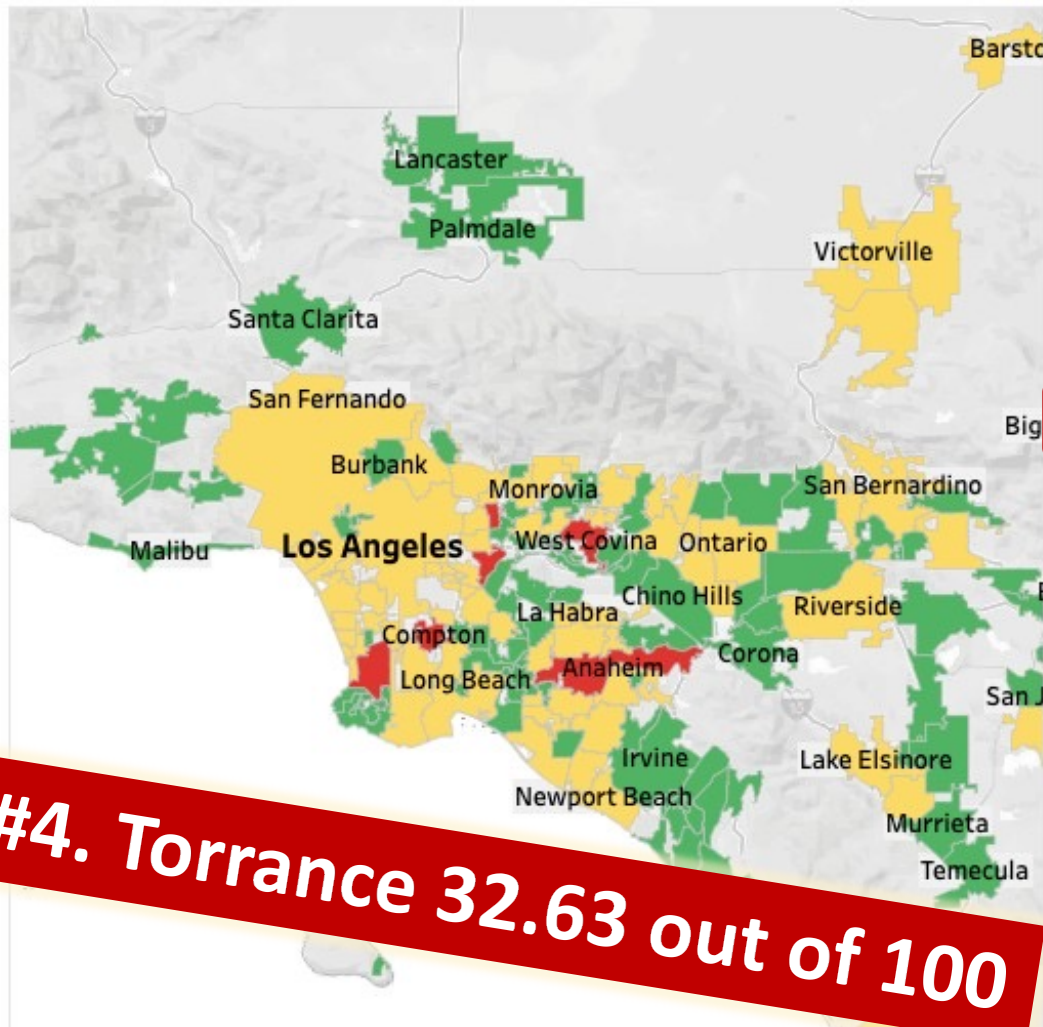 Barsto
Lancaster
Palmdale
Victorville
Santa Clarita
San Fernando
Big
Burbank
Monrovia
San Bernardino
Los Angeles
Malibu
West Covina
Ontario
Chino Hills
La Habra
Riverside
Compton
Corona
Anaheim
Long Beach
San J
Irvine
Lake Elsinore
Newport Beach
Murrieta
Temecula
#4. Torrance 32.63 out of 100